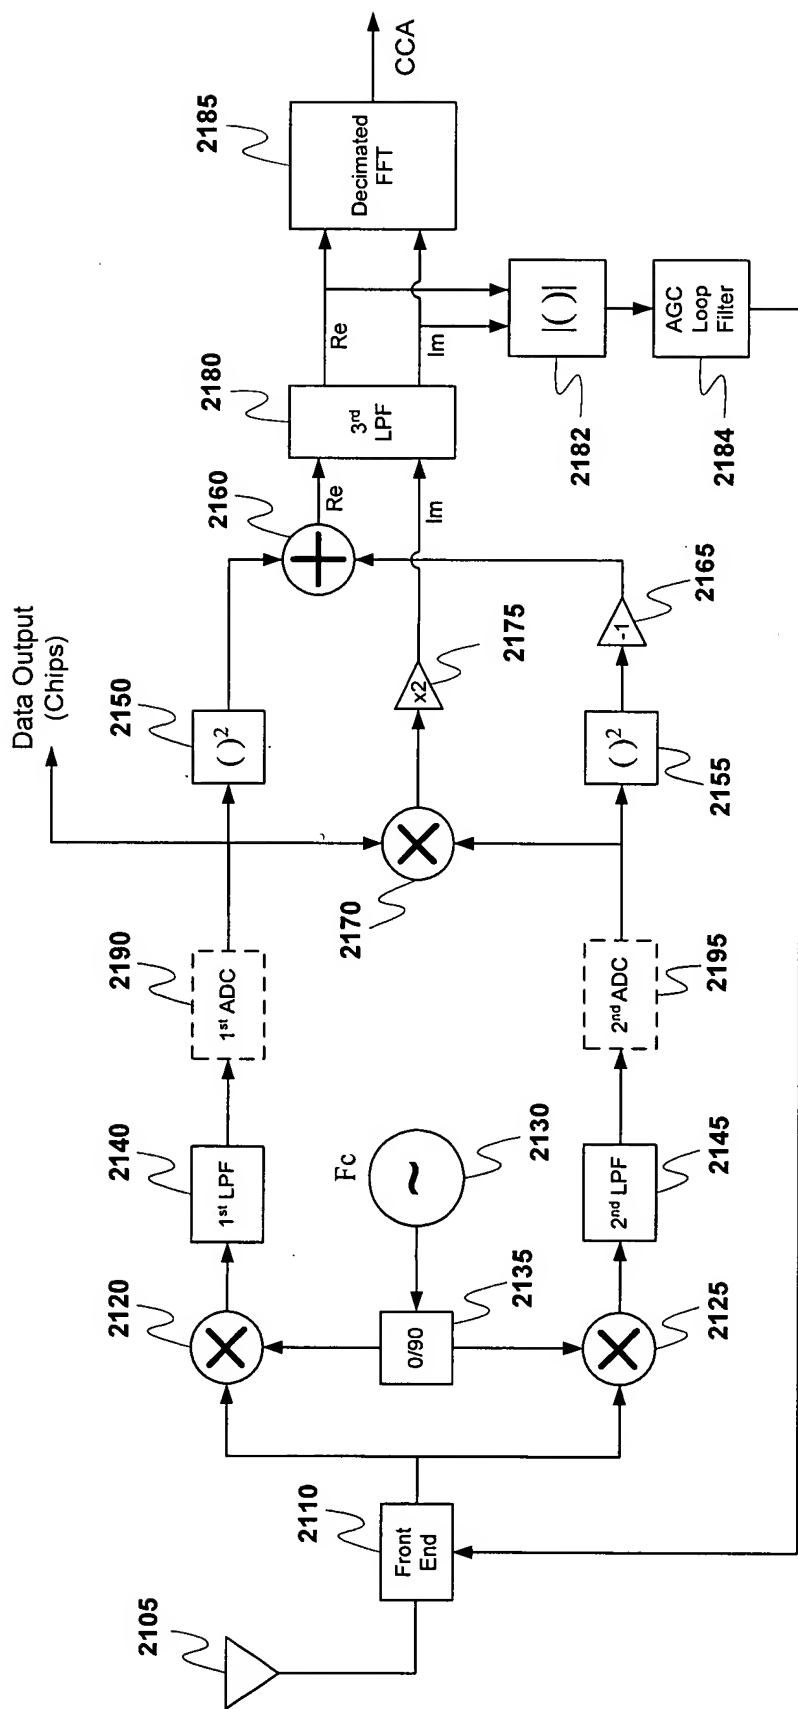 2105
2110
Front
End
2120
2125
0/90
2135
Fc
~
2130
2140
1st LPF
2nd LPF
2145
2190
1st ADC
2nd ADC
2195
Data Output
(Chips)
2150
( )²
2170
x2
2175
( )²
2155
-1
2165
2160
Re
Im
2180
3rd
LPF
Re
Im
2182
|( )|
2184
AGC
Loop
Filter
2185
Decimated
FFT
CCA